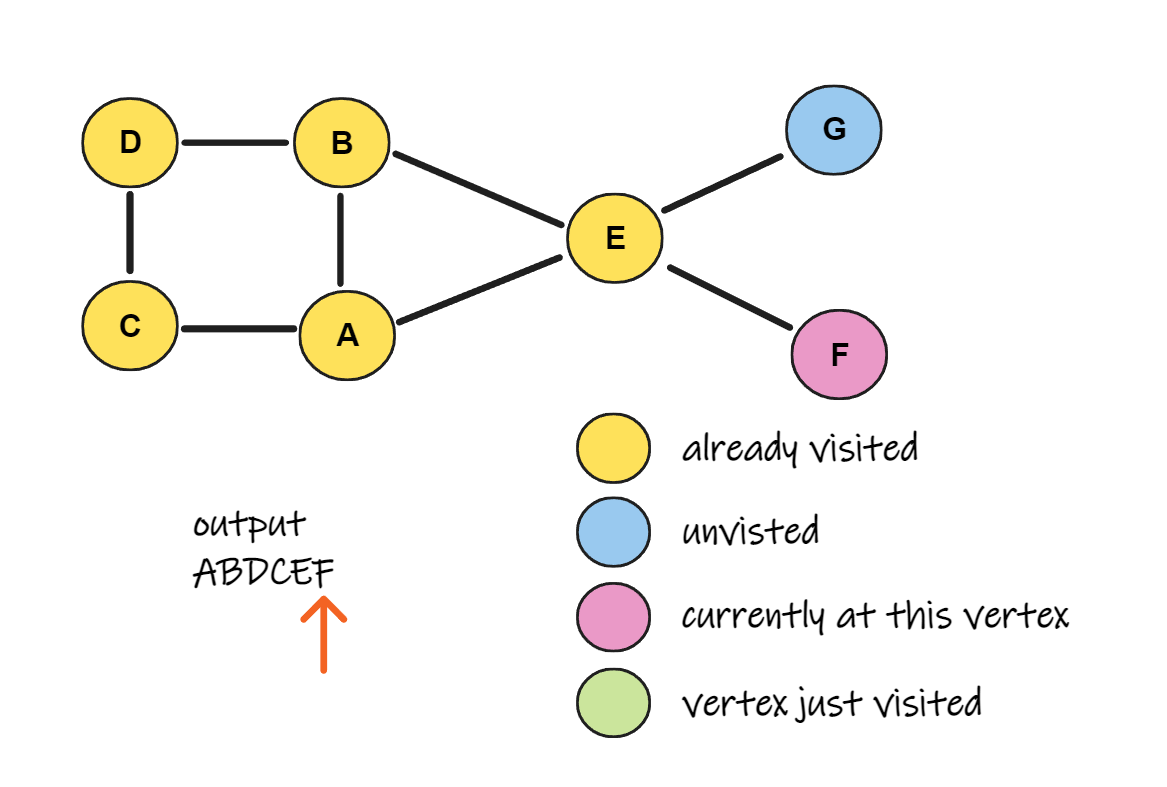 G
D
B
E
C
A
F
already visited
unvisted
output
ABDCEF
currently at this vertex
vertex just visited